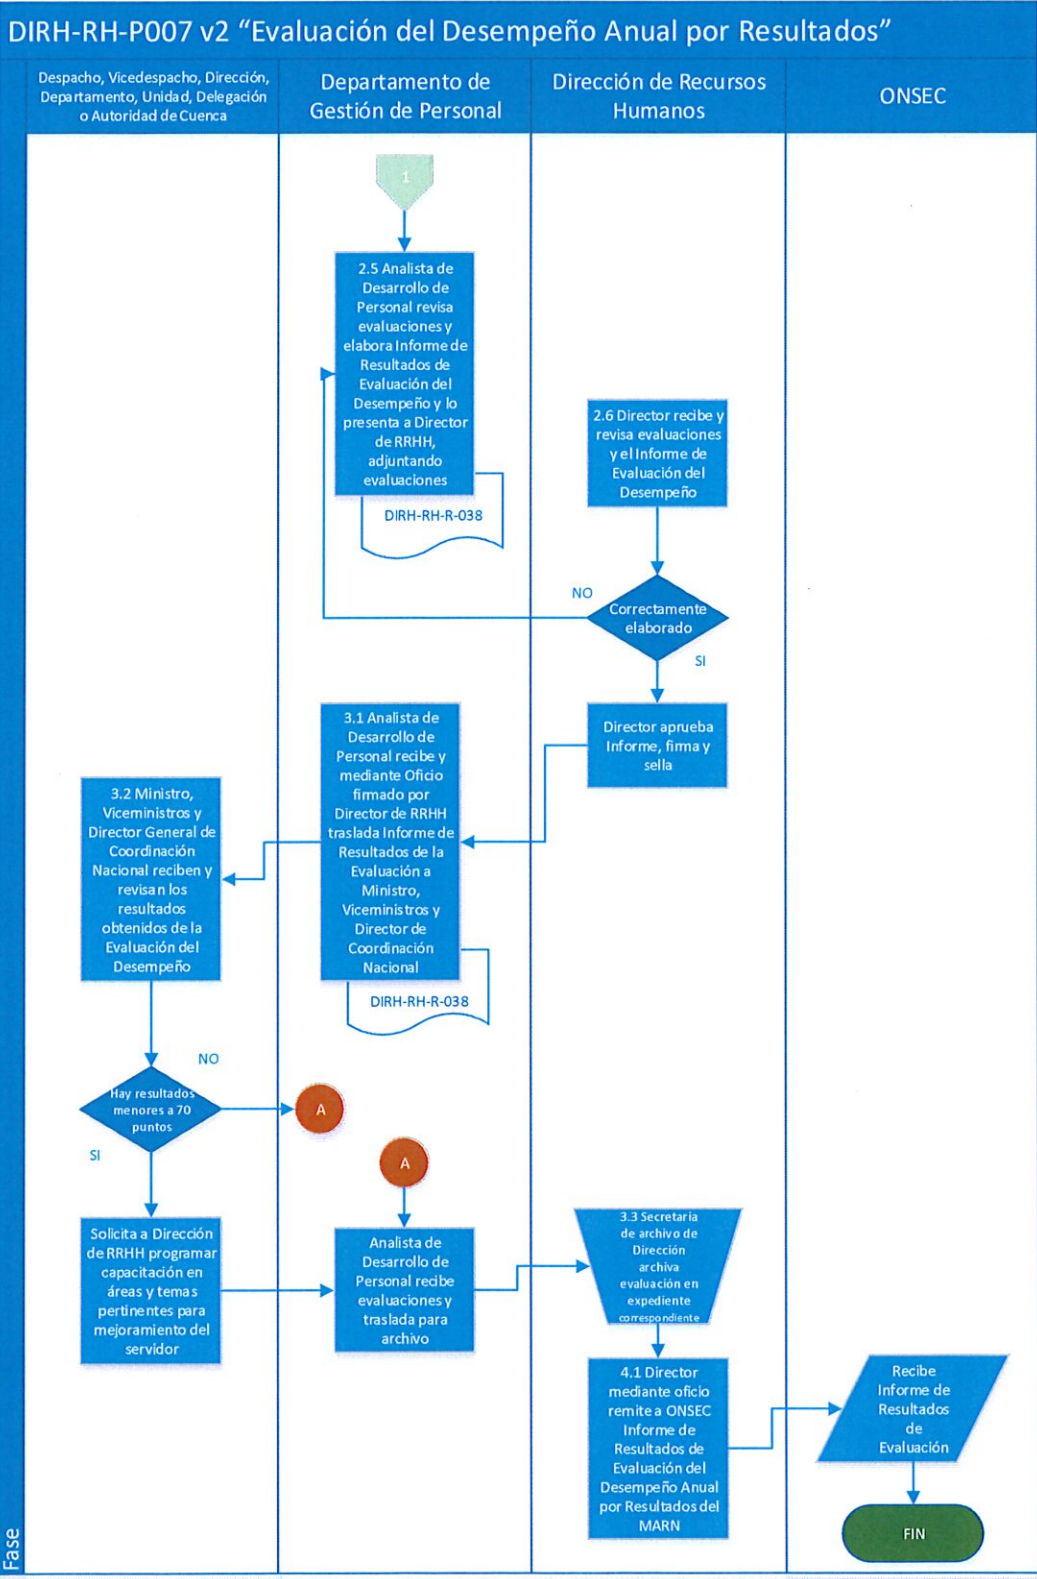 DIRH-RH-P007 v2 “Evaluación del Desempeño Anual por Resultados”
Despacho, Vicedespacho, Dirección,
Departamento, Unidad, Delegación
o Autoridad de Cuenca
Departamento de
Gestión de Personal
Dirección de Recursos
Humanos
ONSEC
1
2.5 Analista de
Desarrollo de
Personal revisa
evaluaciones y
elabora Informe de
Resultados de
Evaluación del
Desempeño y lo
presenta a Director
de RRHH,
adjuntando
evaluaciones
DIRH-RH-R-038
2.6 Director recibe y
revisa evaluaciones
y el Informe de
Evaluación del
Desempeño
NO
Correctamente
elaborado
SI
Director aprueba
Informe, firma y
sella
3.1 Analista de
Desarrollo de
Personal recibe y
mediante Oficio
firmado por
Director de RRHH
traslada Informe de
Resultados de la
Evaluación a
Ministro,
Viceministros y
Director de
Coordinación
Nacional
DIRH-RH-R-038
3.2 Ministro,
Viceministros y
Director General de
Coordinación
Nacional reciben y
revisan los
resultados
obtenidos de la
Evaluación del
Desempeño
NO
Hay resultados
menores a 70
puntos
SI
A
A
Solicita a Dirección
de RRHH programar
capacitación en
áreas y temas
pertinentes para
mejoramiento del
servidor
Analista de
Desarrollo de
Personal recibe
evaluaciones y
traslada para
archivo
3.3 Secretaria
de archivo de
Dirección
archiva
evaluación en
expediente
correspondiente
4.1 Director
mediante oficio
remite a ONSEC
Informe de
Resultados de
Evaluación del
Desempeño Anual
por Resultados del
MARN
Recibe
Informe de
Resultados
de
Evaluación
FIN
Fase